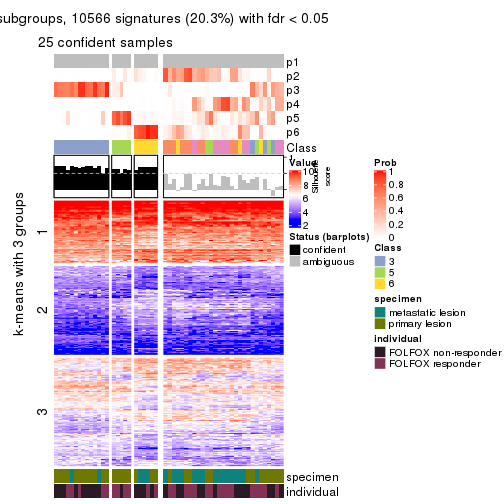 subgroups, 10566 signatures (20.3%) with fdr < 0.05
25 confident samples
p1
p2
p3
p4
p5
p6
Class
k-means with 3 groups
1
2
3
specimen
individual
Value
10
8
6
4
2
Silhouette
score
Status (barplots)
confident
ambiguous
Prob
1
0.8
0.6
0.4
0.2
0
Class
3
5
6
specimen
metastatic lesion
primary lesion
individual
FOLFOX non-responder
FOLFOX responder